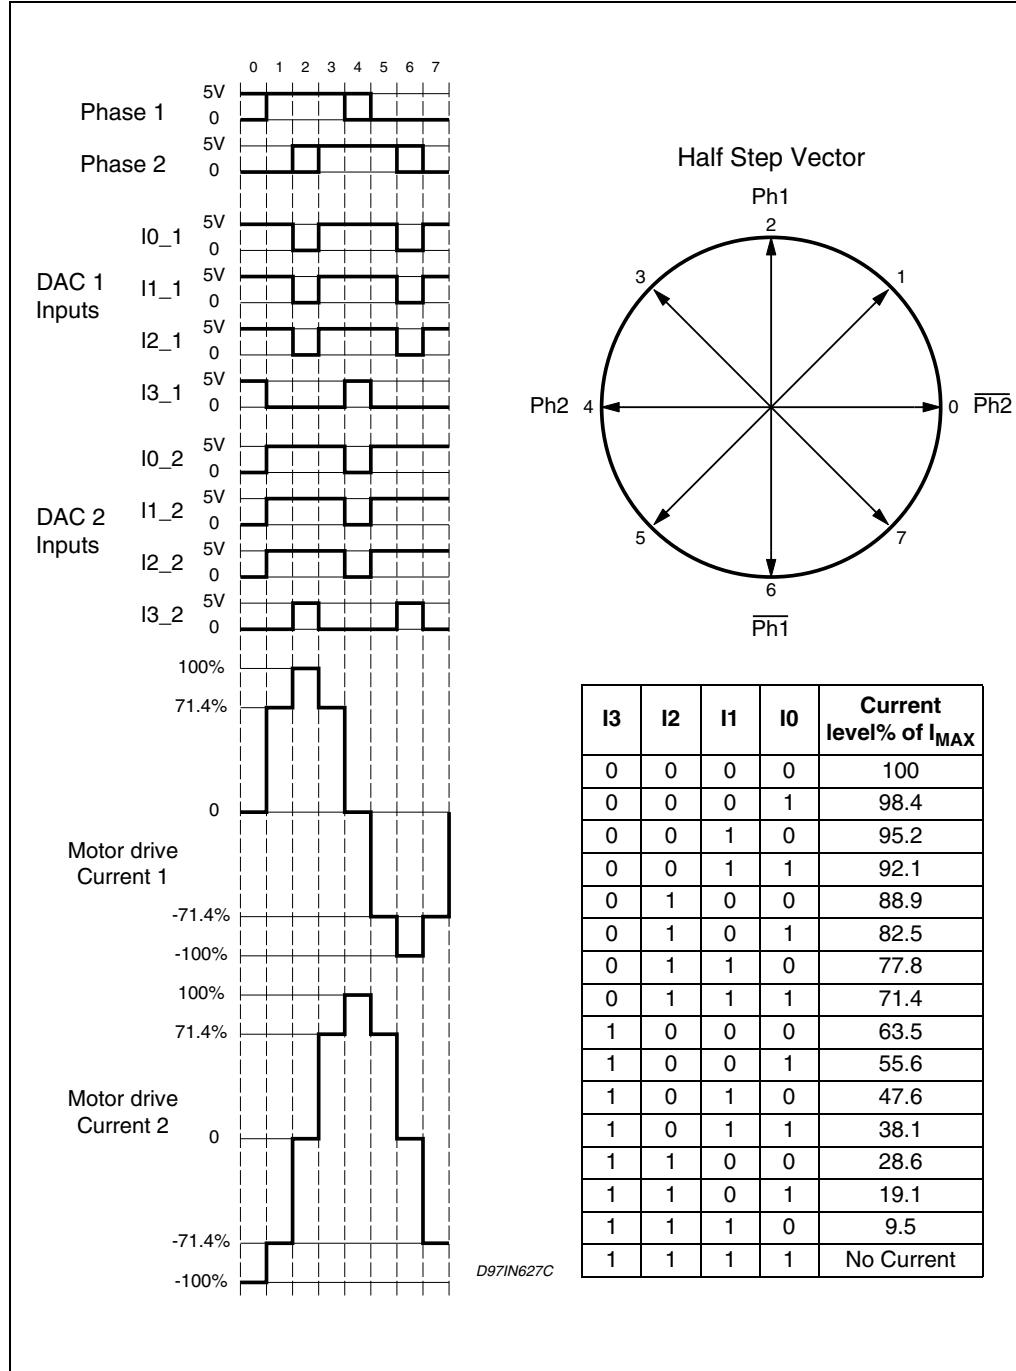 0 1 2 3 4 5 6 7
Phase 1 5V
0
Phase 2 5V
0
DAC 1
Inputs
I0_1 5V
0
I1_1 5V
0
I2_1 5V
0
I3_1 5V
0
DAC 2
Inputs
I0_2 5V
0
I1_2 5V
0
I2_2 5V
0
I3_2 5V
0
Motor drive
Current 1
100%
71.4%
0
-71.4%
-100%
Motor drive
Current 2
100%
71.4%
0
-71.4%
-100%
D97IN627C
Half Step Vector
Ph1
2
3 1
Ph2 4 0 P̅h̅2̅
5 7
6
P̅h̅1̅
I3 I2 I1 I0 Current level% of IMAX
0 0 0 0 100
0 0 0 1 98.4
0 0 1 0 95.2
0 0 1 1 92.1
0 1 0 0 88.9
0 1 0 1 82.5
0 1 1 0 77.8
0 1 1 1 71.4
1 0 0 0 63.5
1 0 0 1 55.6
1 0 1 0 47.6
1 0 1 1 38.1
1 1 0 0 28.6
1 1 0 1 19.1
1 1 1 0 9.5
1 1 1 1 No Current